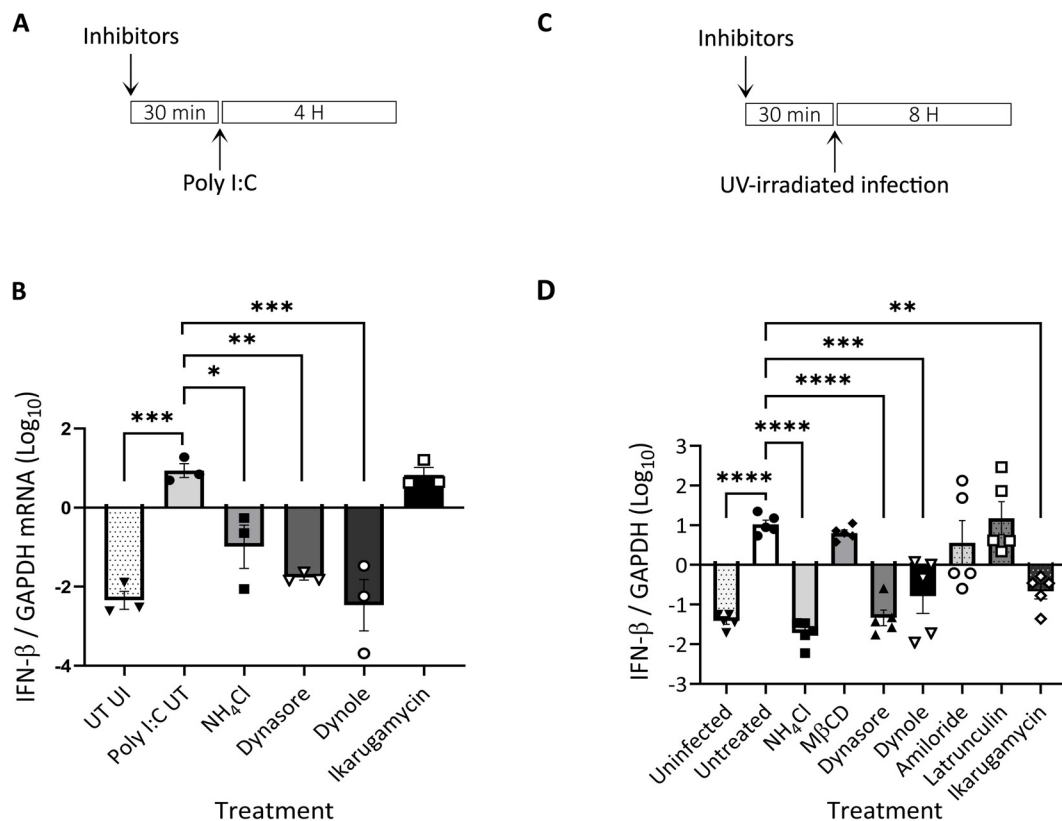 A
Inhibitors
30 min
4 H
Poly I:C
C
Inhibitors
30 min
8 H
UV-irradiated infection
B
IFN-β / GAPDH mRNA (Log₁₀)
***
**
*
***
2
0
-2
-4
UT UI
Poly I:C UT
NH₄Cl
Dynasore
Dynole
Ikarugamycin
Treatment
D
IFN-β / GAPDH (Log₁₀)
**
***
****
****
****
3
2
1
0
-1
-2
-3
Uninfected
Untreated
NH₄Cl
MβCD
Dynasore
Dynole
Amiloride
Latrunculin
Ikarugamycin
Treatment